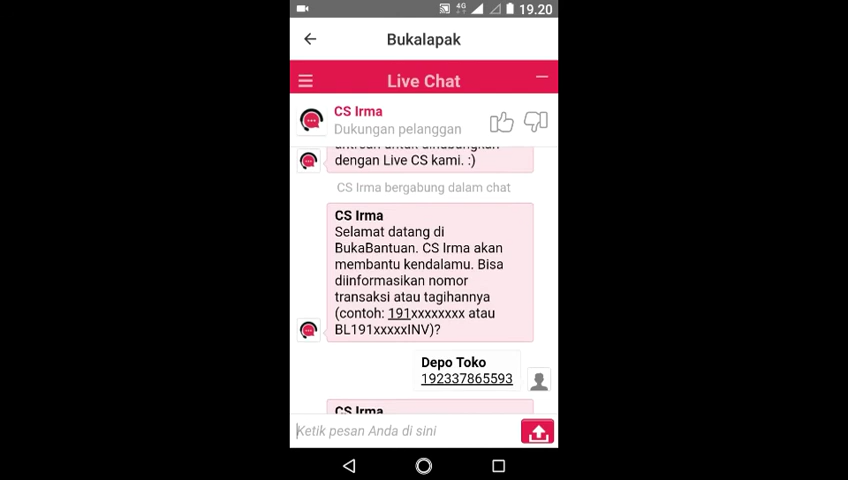 4G 19.20
Bukalapak
Live Chat
CS Irma
Dukungan pelanggan
dengan Live CS kami. :)
CS Irma bergabung dalam chat
CS Irma
Selamat datang di
BukaBantuan. CS Irma akan
membantu kendalamu. Bisa
diinformasikan nomor
transaksi atau tagihannya
(contoh: 191xxxxxxxx atau
BL191xxxxxINV)?
Depo Toko
192337865593
CS Irma
Ketik pesan Anda di sini